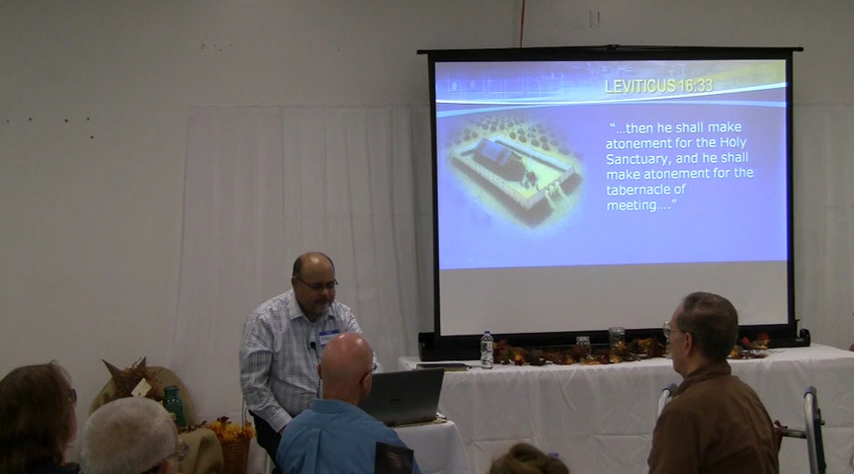 LEVITICUS 16:33
“…then he shall make
atonement for the Holy
Sanctuary, and he shall
make atonement for the
tabernacle of
meeting….”